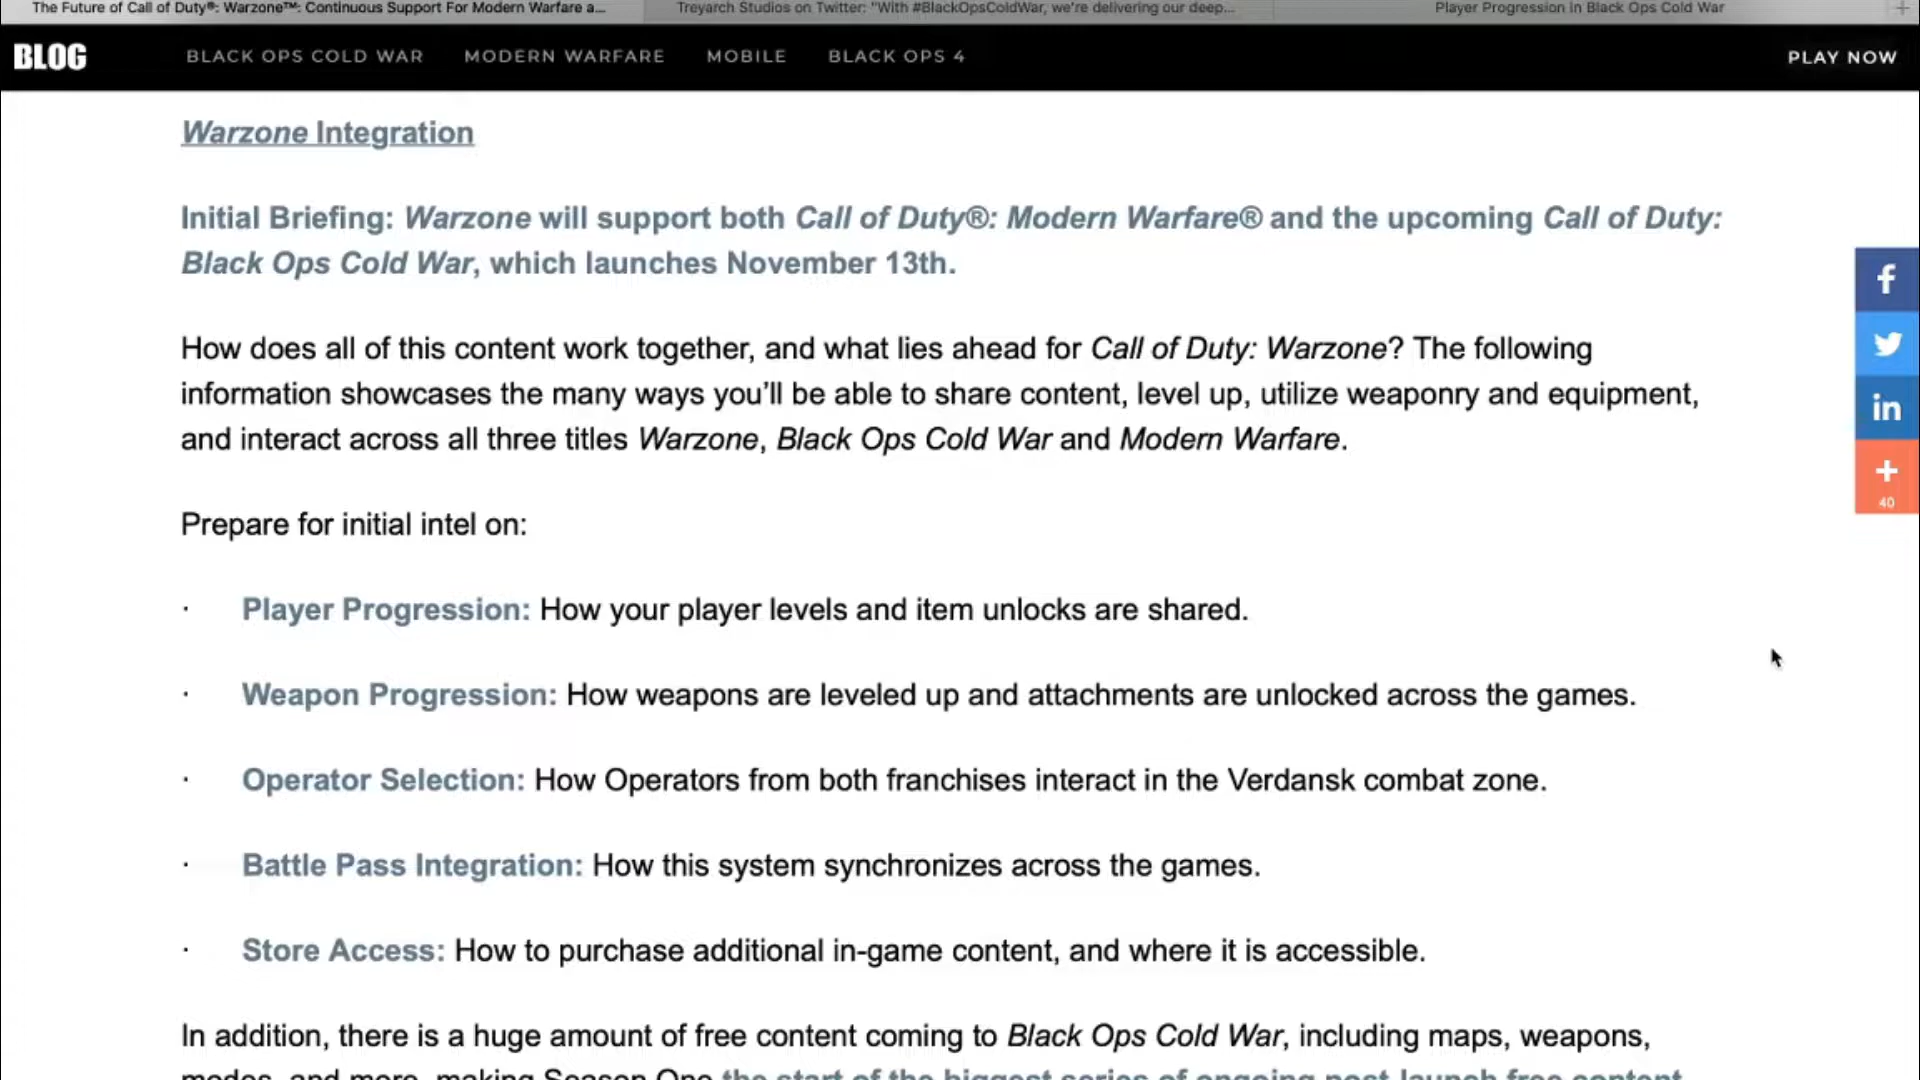 The Future of Call of Duty®: Warzone™: Continuous Support For Modern Warfare a...
Treyarch Studios on Twitter: "With #BlackOpsColdWar, we're delivering our deep...
Player Progression in Black Ops Cold War
BLOG
BLACK OPS COLD WAR
MODERN WARFARE
MOBILE
BLACK OPS 4
PLAY NOW
Warzone Integration
Initial Briefing: Warzone will support both Call of Duty®: Modern Warfare® and the upcoming Call of Duty:
Black Ops Cold War, which launches November 13th.
How does all of this content work together, and what lies ahead for Call of Duty: Warzone? The following
information showcases the many ways you’ll be able to share content, level up, utilize weaponry and equipment,
and interact across all three titles Warzone, Black Ops Cold War and Modern Warfare.
Prepare for initial intel on:
· Player Progression: How your player levels and item unlocks are shared.
· Weapon Progression: How weapons are leveled up and attachments are unlocked across the games.
· Operator Selection: How Operators from both franchises interact in the Verdansk combat zone.
· Battle Pass Integration: How this system synchronizes across the games.
· Store Access: How to purchase additional in-game content, and where it is accessible.
In addition, there is a huge amount of free content coming to Black Ops Cold War, including maps, weapons,
modes, and more, making Season One the start of the biggest series of ongoing post-launch free content
f
in
+
40